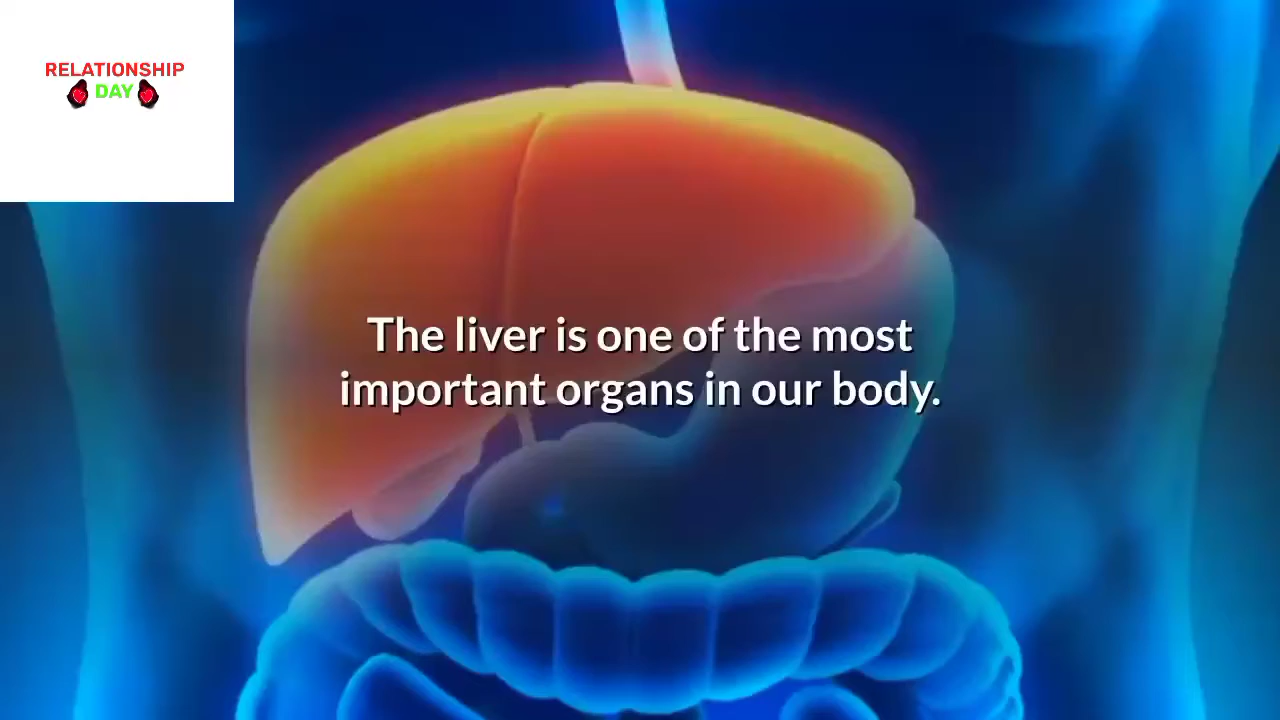 RELATIONSHIP
DAY
The liver is one of the most
important organs in our body.